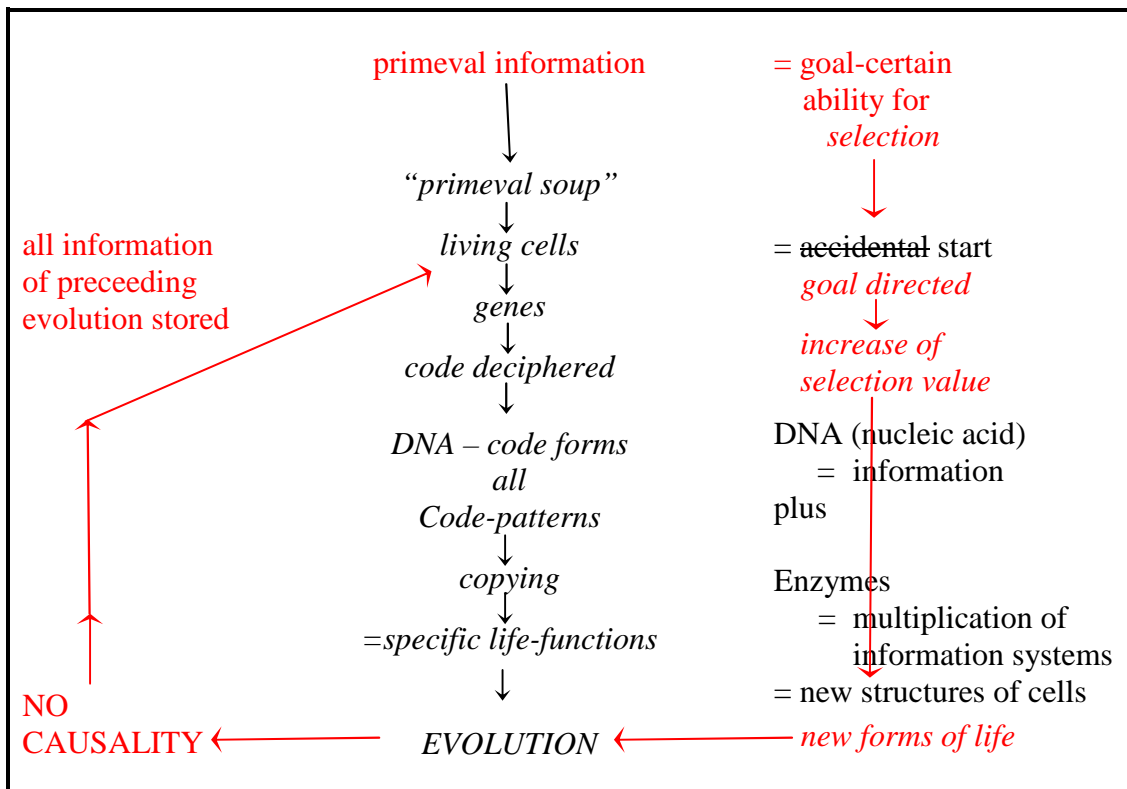 primeval information
= goal-certain
ability for
selection
“primeval soup”
all information
of preceeding
evolution stored
living cells
= accidental start
goal directed
genes
increase of
selection value
code deciphered
DNA – code forms
all
Code-patterns
DNA (nucleic acid)
= information
plus
copying
Enzymes
= multiplication of
information systems
=specific life-functions
= new structures of cells
NO
CAUSALITY
EVOLUTION
new forms of life